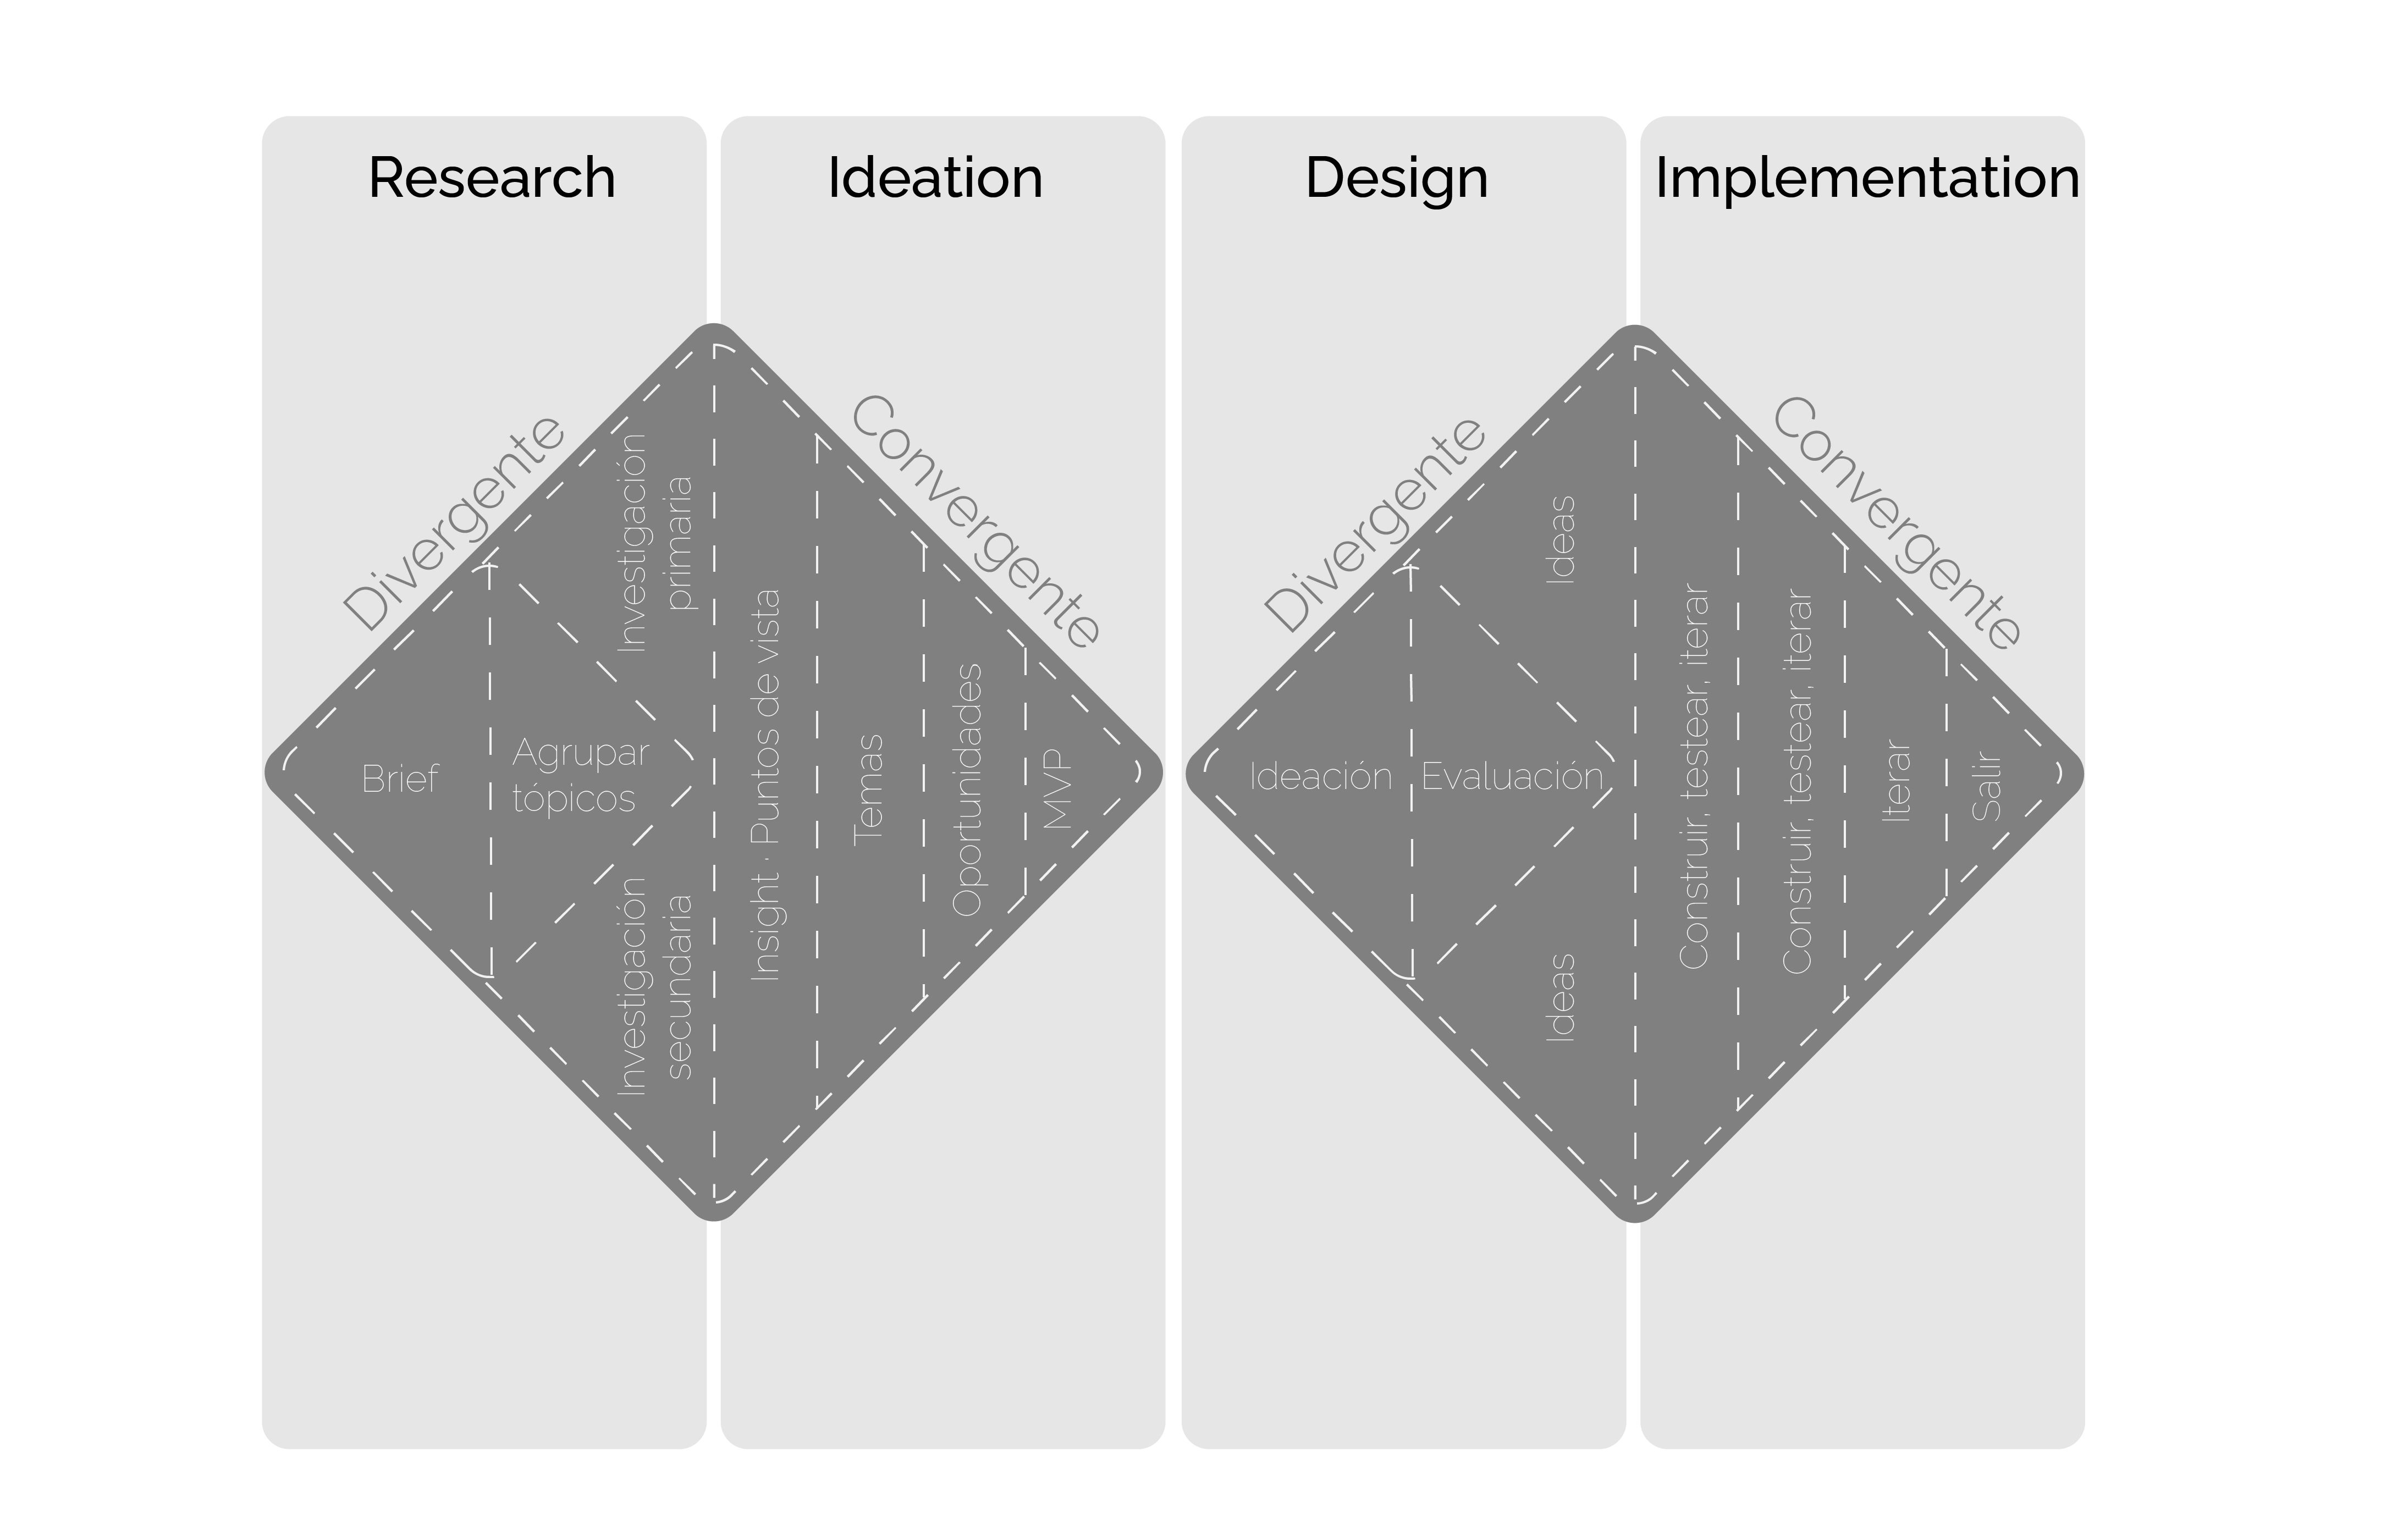 Research
Ideation
Design
Implementation
Divergente
Convergente
Brief
Agrupar
tópicos
Investigación
primaria
Investigación
secundaria
Insight · Puntos de vista
Temas
Oportunidades
MVP
Divergente
Convergente
Ideación
Evaluación
Ideas
Ideas
Construir, testear, iterar
Construir, testear, iterar
Iterar
Salir